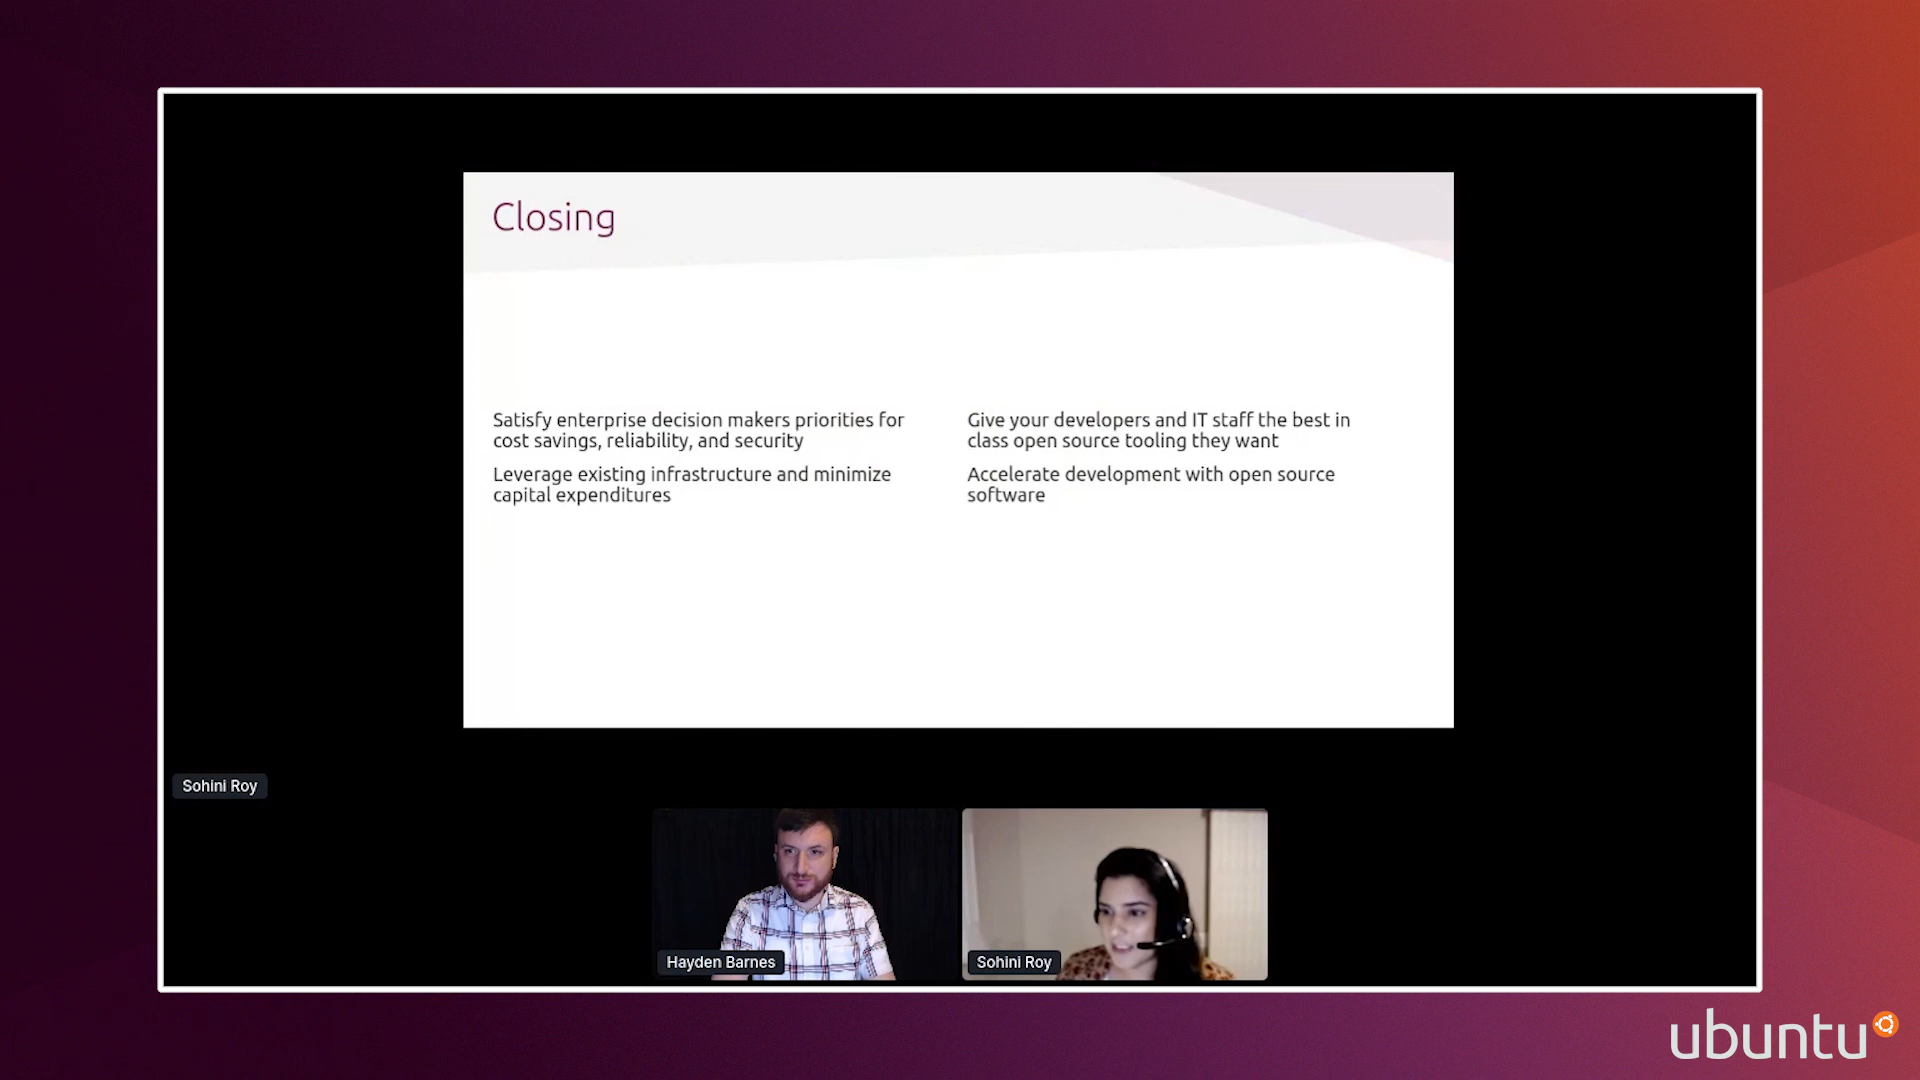 Closing
Satisfy enterprise decision makers priorities for
cost savings, reliability, and security
Leverage existing infrastructure and minimize
capital expenditures
Give your developers and IT staff the best in
class open source tooling they want
Accelerate development with open source
software
Sohini Roy
Hayden Barnes
Sohini Roy
ubuntu